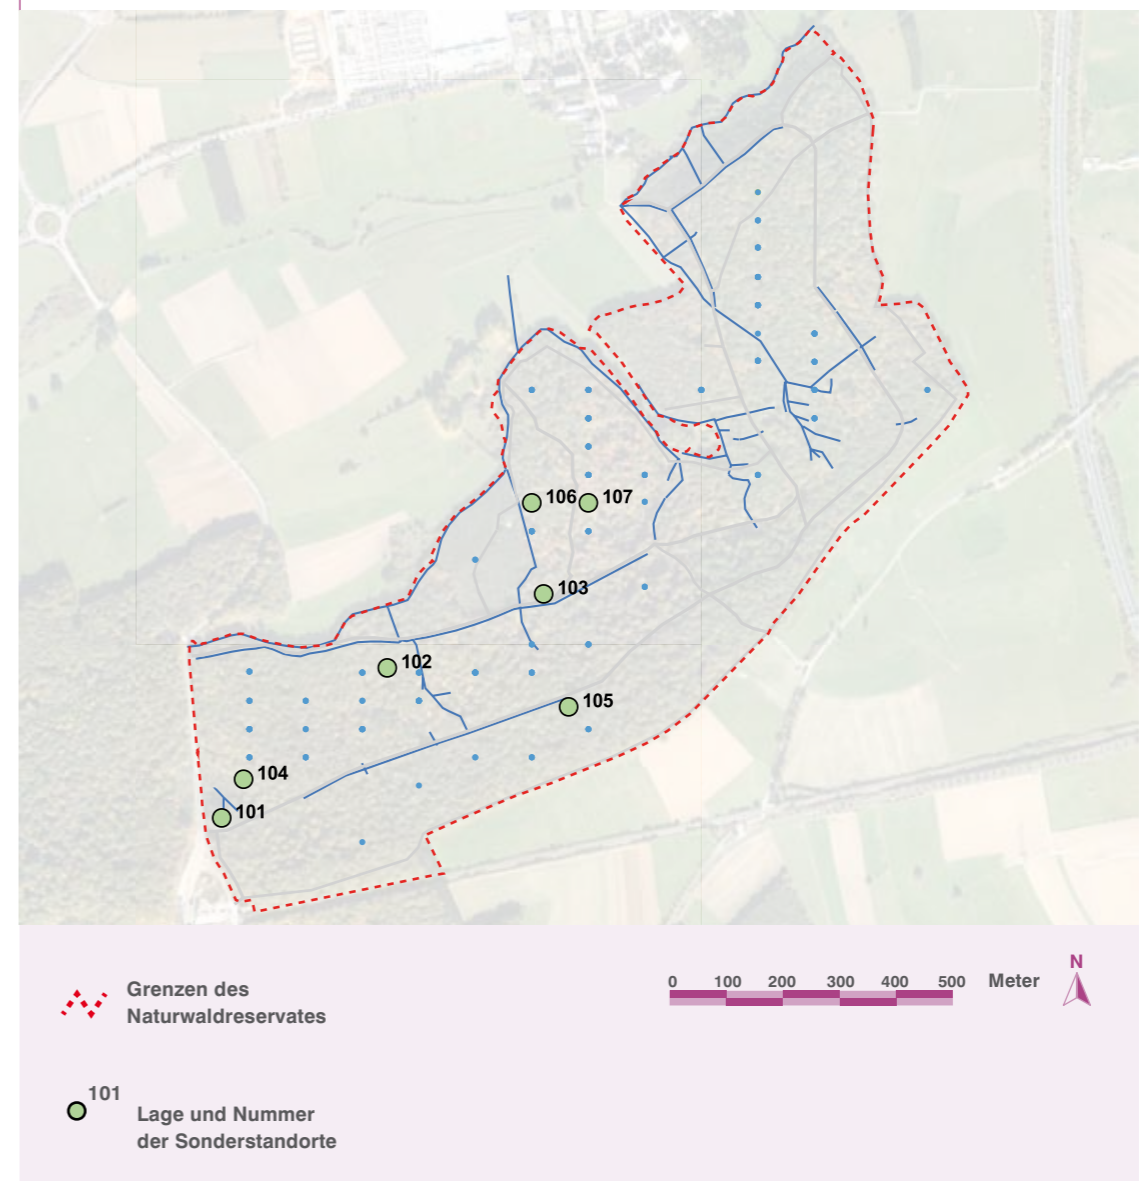 106
107
103
102
105
104
101
Grenzen des
Naturwaldreservates
0 100 200 300 400 500 Meter
N
101
Lage und Nummer
der Sonderstandorte